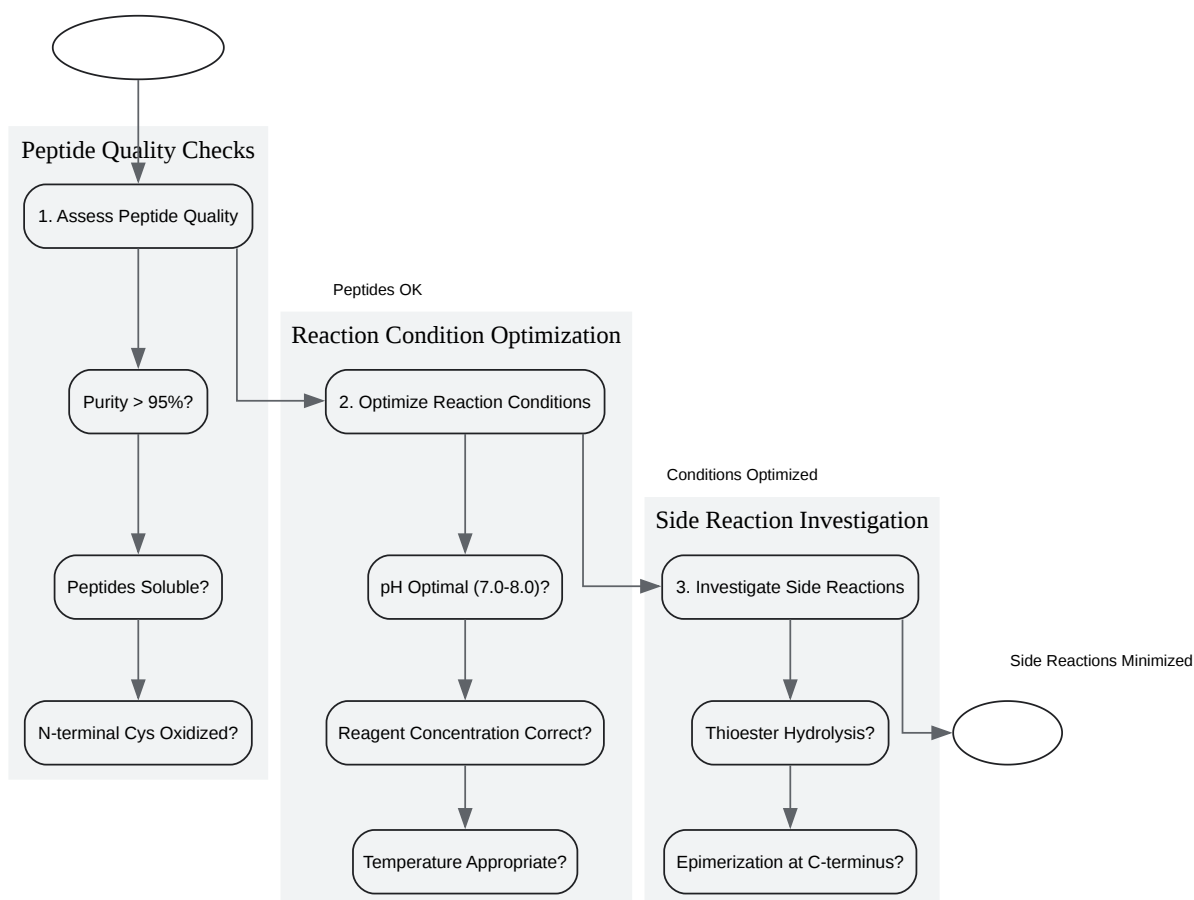 Peptide Quality Checks
1. Assess Peptide Quality
Purity > 95%?
Peptides Soluble?
N-terminal Cys Oxidized?
Peptides OK
Reaction Condition Optimization
2. Optimize Reaction Conditions
pH Optimal (7.0-8.0)?
Reagent Concentration Correct?
Temperature Appropriate?
Conditions Optimized
Side Reaction Investigation
3. Investigate Side Reactions
Thioester Hydrolysis?
Epimerization at C-terminus?
Side Reactions Minimized